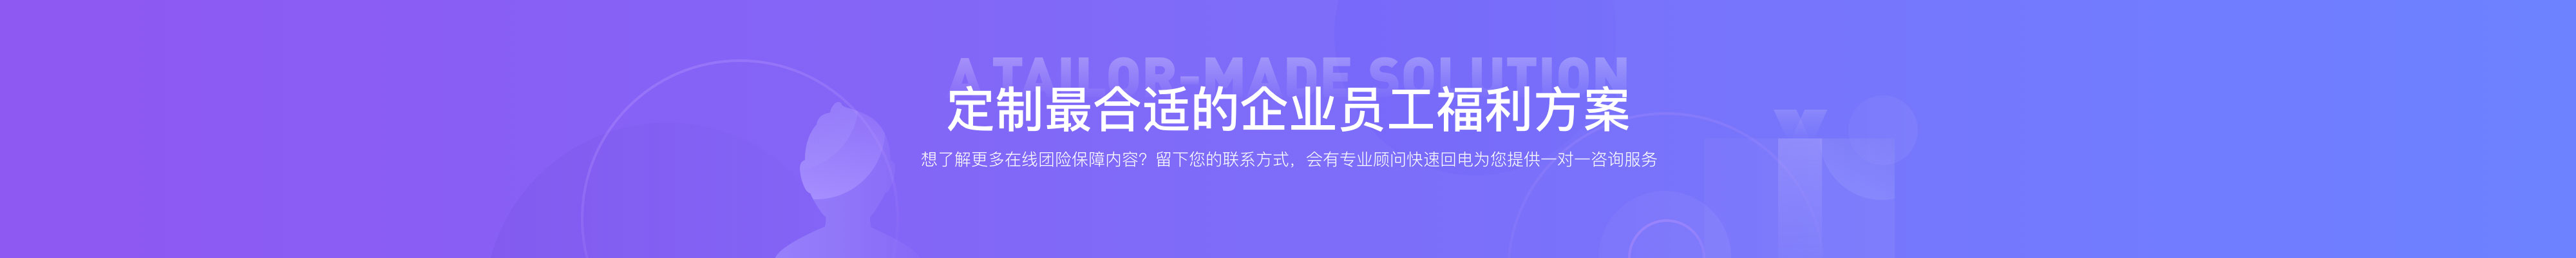 A TAILOR-MADE SOLUTION
定制最合适的企业员工福利方案
想了解更多在线团险保障内容？留下您的联系方式，会有专业顾问快速回电为您提供一对一咨询服务